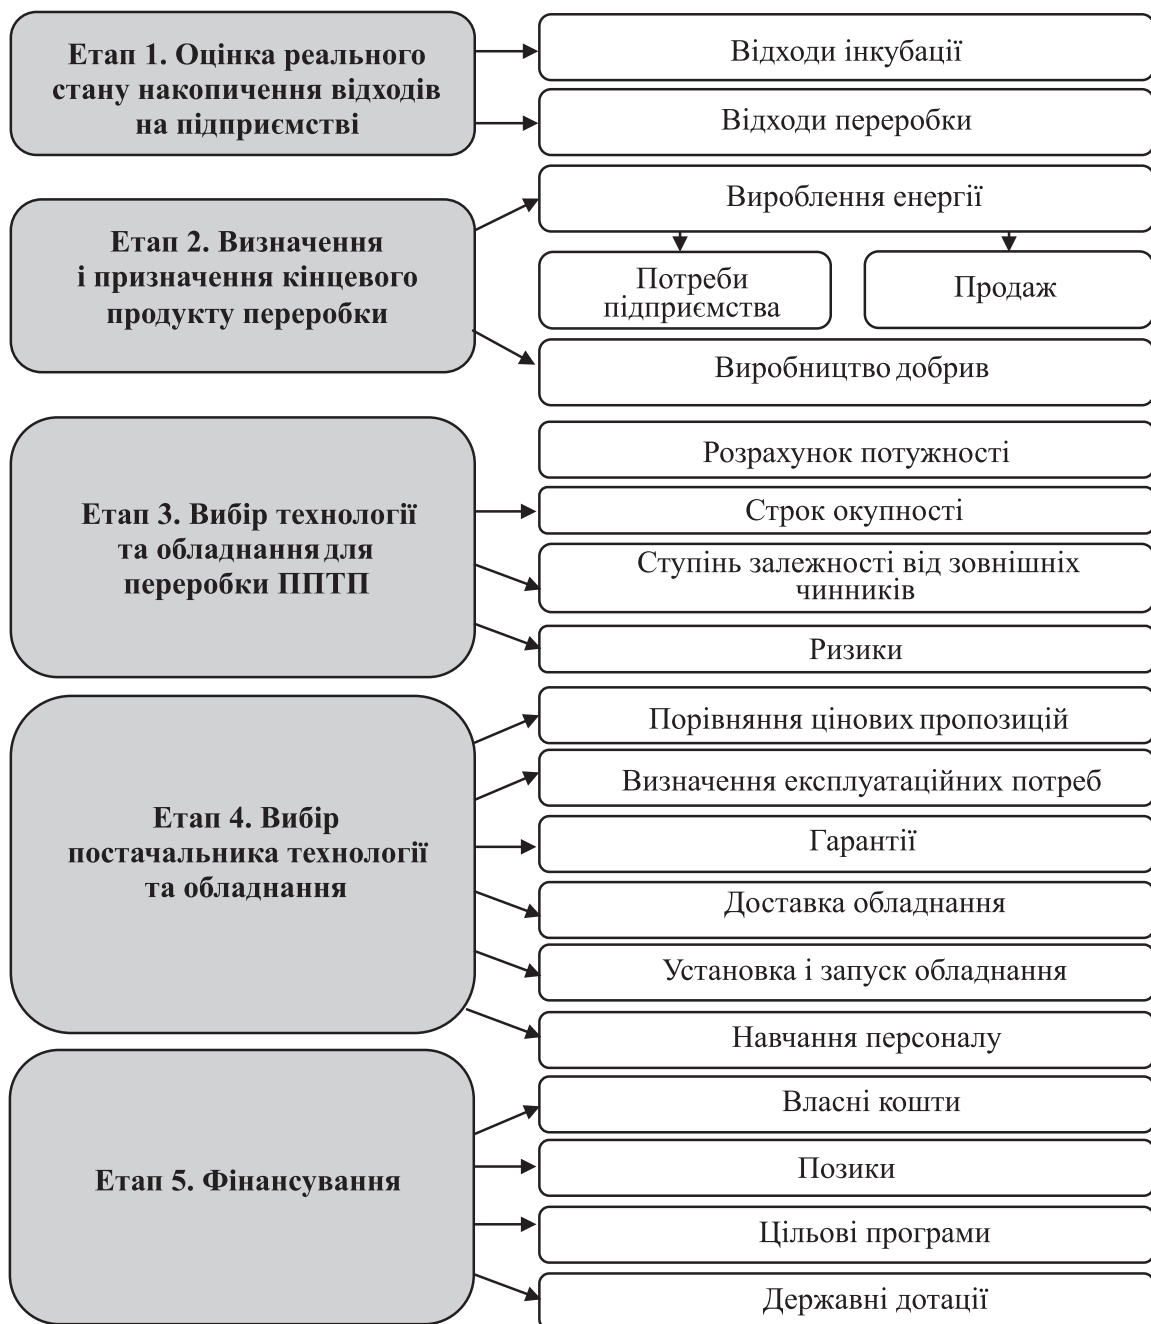 Етап 1. Оцінка реального
стану накопичення відходів
на підприємстві
Відходи інкубації
Відходи переробки
Етап 2. Визначення
і призначення кінцевого
продукту переробки
Вироблення енергії
Потреби
підприємства
Продаж
Виробництво добрив
Етап 3. Вибір технології
та обладнання для
переробки ППТП
Розрахунок потужності
Строк окупності
Ступінь залежності від зовнішніх
чинників
Ризики
Етап 4. Вибір
постачальника технології
та обладнання
Порівняння цінових пропозицій
Визначення експлуатаційних потреб
Гарантії
Доставка обладнання
Установка і запуск обладнання
Навчання персоналу
Етап 5. Фінансування
Власні кошти
Позики
Цільові програми
Державні дотації